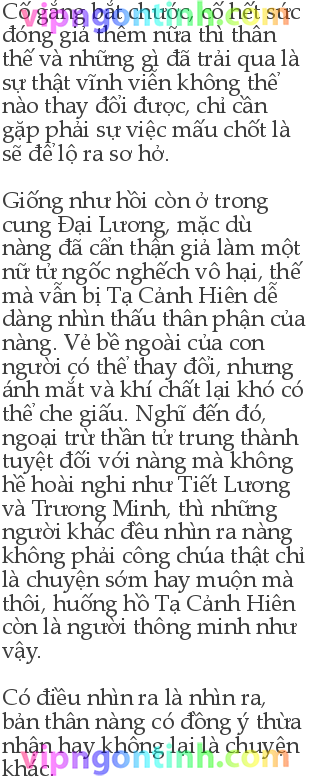 Cố gắng bắt chước, cố hết sức
đóng giả thêm nữa thì thân
thế và những gì đã trải qua là
sự thật vĩnh viễn không thể
nào thay đổi được, chỉ cần
gặp phải sự việc mấu chốt là
sẽ để lộ ra sơ hở.

Giống như hồi còn ở trong
cung Đại Lương, mặc dù
nàng đã cẩn thận giả làm một
nữ tử ngốc nghếch vô hại, thế
mà vẫn bị Tạ Cảnh Hiên dễ
dàng nhìn thấu thân phận của
nàng. Vẻ bề ngoài của con
người có thể thay đổi, nhưng
ánh mắt và khí chất lại khó có
thể che giấu. Nghĩ đến đó,
ngoại trừ thần tử trung thành
tuyệt đối với nàng mà không
hề hoài nghi như Tiết Lương
và Trương Minh, thì những
người khác đều nhìn ra nàng
không phải công chúa thật chỉ
là chuyện sớm hay muộn mà
thôi, huống hồ Tạ Cảnh Hiên
còn là người thông minh như
vậy.

Có điều nhìn ra là nhìn ra,
bản thân nàng có đồng ý thừa
nhận hay không lại là chuyện
khác.
vipngontinh.com
vipngontinh.com